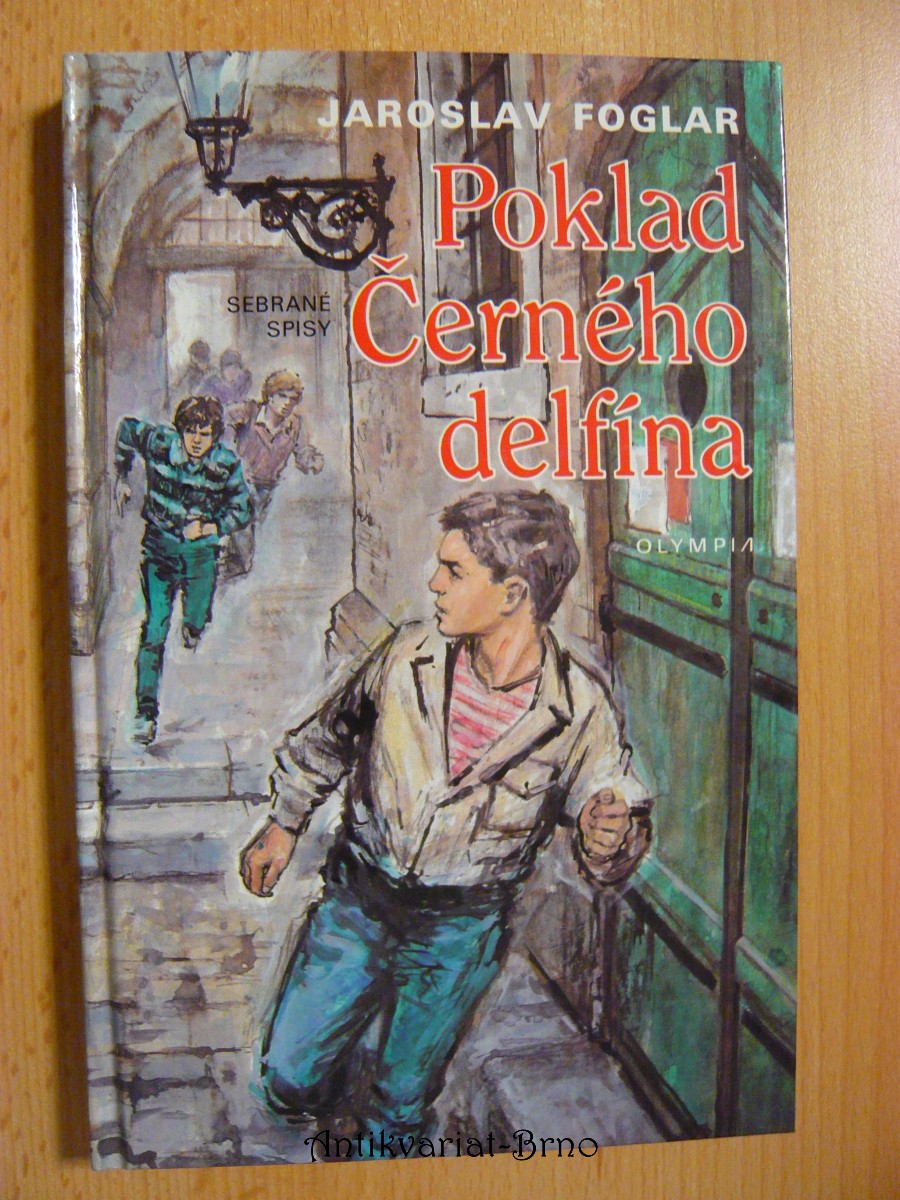 JAROSLAV FOGLAR
Poklad
Černého
delfína
SEBRANÉ
SPISY
OLYMPIA
Antikvariat-Brno